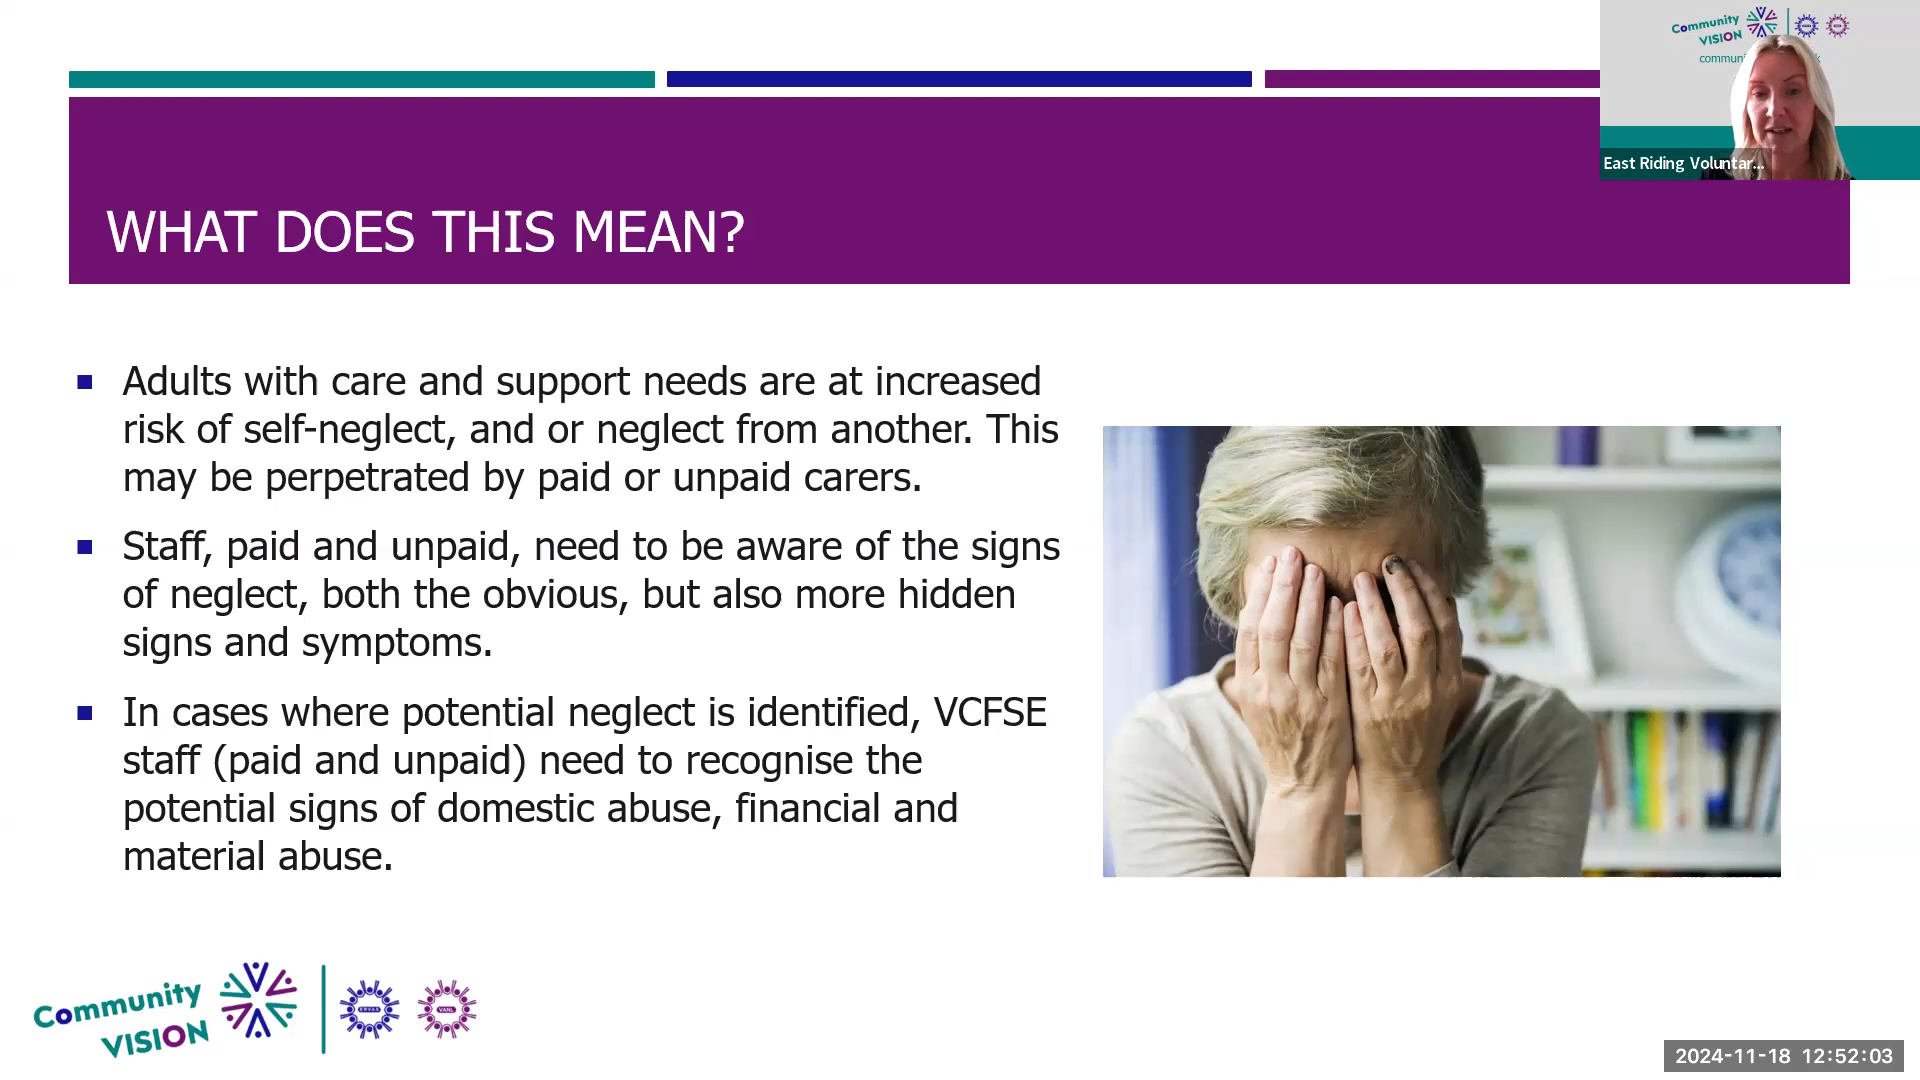 Community
VISION
commun
k
East Riding Voluntar...
WHAT DOES THIS MEAN?
Adults with care and support needs are at increased
risk of self-neglect, and or neglect from another. This
may be perpetrated by paid or unpaid carers.
Staff, paid and unpaid, need to be aware of the signs
of neglect, both the obvious, but also more hidden
signs and symptoms.
In cases where potential neglect is identified, VCFSE
staff (paid and unpaid) need to recognise the
potential signs of domestic abuse, financial and
material abuse.
Community
VISION
ERVAS
VANL
2024-11-18 12:52:03